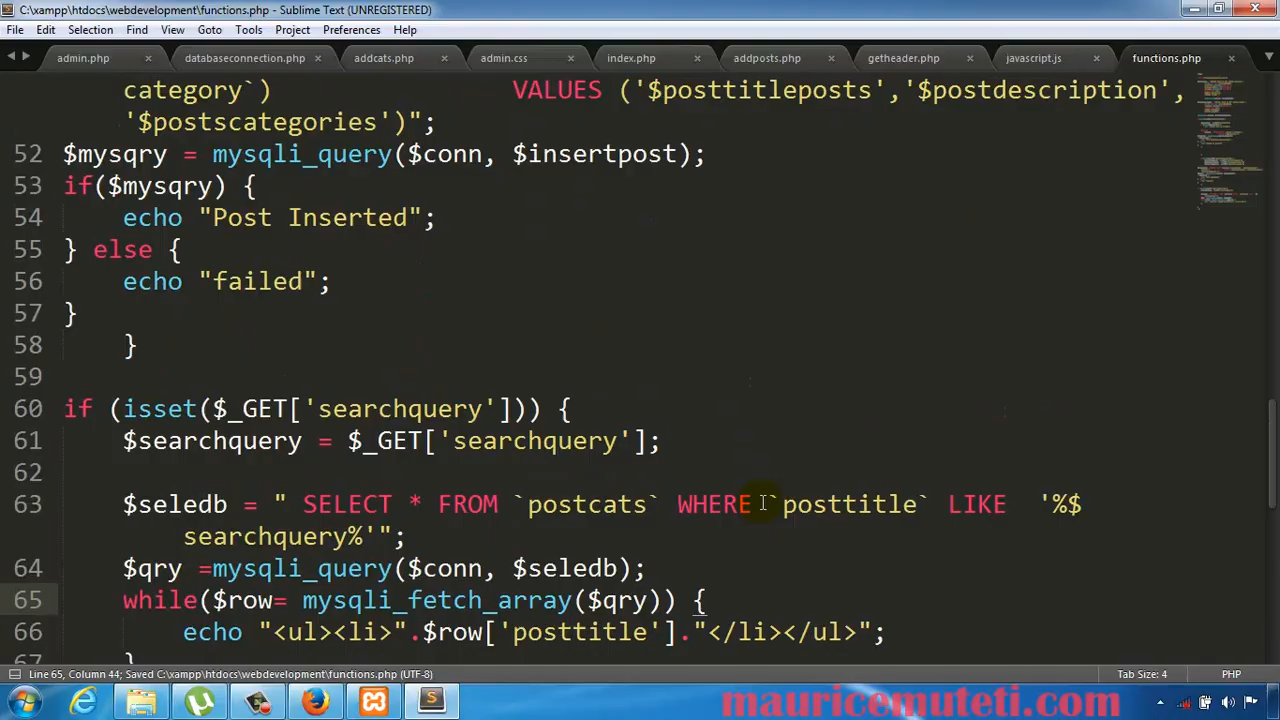 C:\xampp\htdocs\webdevelopment\functions.php - Sublime Text (UNREGISTERED)
File Edit Selection Find View Goto Tools Project Preferences Help
admin.php databaseconnection.php addcats.php admin.css index.php addposts.php getheader.php javascript.js functions.php
category`) VALUES ('$posttitleposts','$postdescription',
'$postscategories')";
52 $mysqry = mysqli_query($conn, $insertpost);
53 if($mysqry) {
54 echo "Post Inserted";
55 } else {
56 echo "failed";
57 }
58 }
59
60 if (isset($_GET['searchquery'])) {
61 $searchquery = $_GET['searchquery'];
62
63 $seledb = " SELECT * FROM `postcats` WHERE `posttitle` LIKE '%$
searchquery%'";
64 $qry =mysqli_query($conn, $seledb);
65 while($row= mysqli_fetch_array($qry)) {
66 echo "<ul><li>".$row['posttitle']."</li></ul>";
67 }
Line 65, Column 44; Saved C:\xampp\htdocs\webdevelopment\functions.php (UTF-8) Tab Size: 4 PHP
mauricemuteti.com